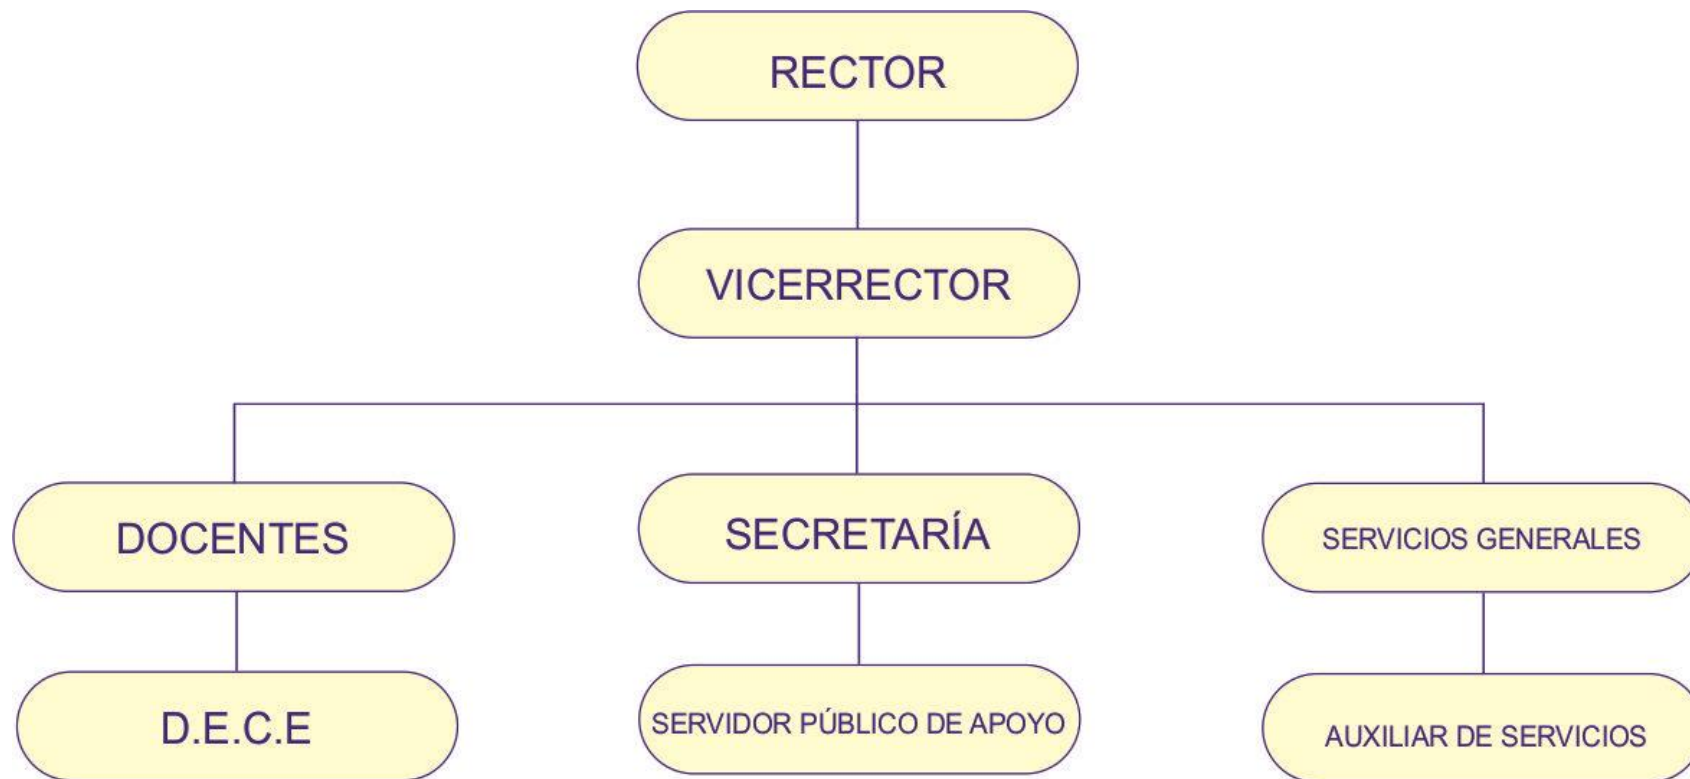 RECTOR
VICERRECTOR
DOCENTES
SECRETARÍA
SERVICIOS GENERALES
D.E.C.E
SERVIDOR PÚBLICO DE APOYO
AUXILIAR DE SERVICIOS